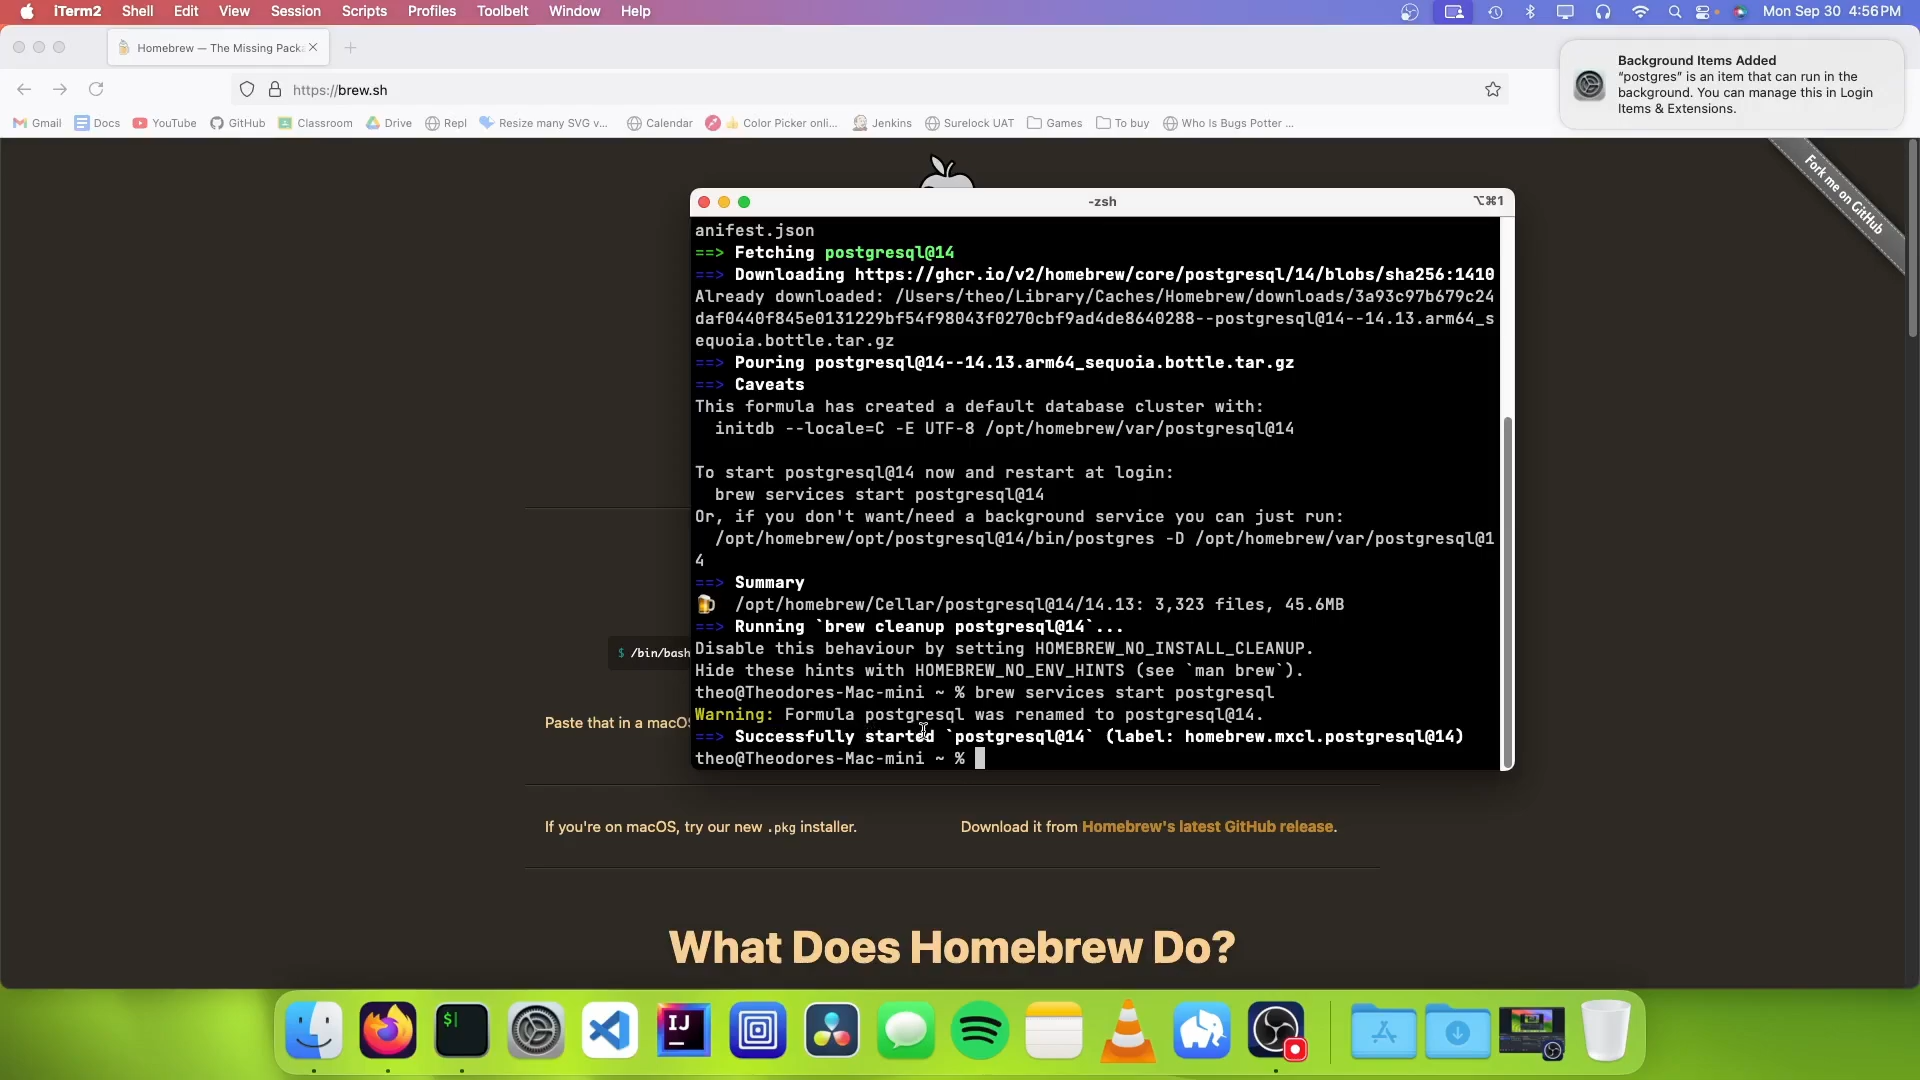 iTerm2 Shell Edit View Session Scripts Profiles Toolbelt Window Help Mon Sep 30 4:56 PM
Homebrew — The Missing Pack
https://brew.sh
Background Items Added
“postgres” is an item that can run in the
background. You can manage this in Login
Items & Extensions.
Gmail Docs YouTube GitHub Classroom Drive Repl Resize many SVG v... Calendar Color Picker onli... Jenkins Surelock UAT Games To buy Who Is Bugs Potter ...
Fork me on GitHub
-zsh ⌥⌘1
anifest.json
==> Fetching postgresql@14
==> Downloading https://ghcr.io/v2/homebrew/core/postgresql/14/blobs/sha256:1410
Already downloaded: /Users/theo/Library/Caches/Homebrew/downloads/3a93c97b679c24
daf0440f845e0131229bf54f98043f0270cbf9ad4de8640288--postgresql@14--14.13.arm64_s
equoia.bottle.tar.gz
==> Pouring postgresql@14--14.13.arm64_sequoia.bottle.tar.gz
==> Caveats
This formula has created a default database cluster with:
initdb --locale=C -E UTF-8 /opt/homebrew/var/postgresql@14
To start postgresql@14 now and restart at login:
brew services start postgresql@14
Or, if you don't want/need a background service you can just run:
/opt/homebrew/opt/postgresql@14/bin/postgres -D /opt/homebrew/var/postgresql@1
4
==> Summary
🍺 /opt/homebrew/Cellar/postgresql@14/14.13: 3,323 files, 45.6MB
==> Running `brew cleanup postgresql@14`...
Disable this behaviour by setting HOMEBREW_NO_INSTALL_CLEANUP.
Hide these hints with HOMEBREW_NO_ENV_HINTS (see `man brew`).
theo@Theodores-Mac-mini ~ % brew services start postgresql
Warning: Formula postgresql was renamed to postgresql@14.
==> Successfully started `postgresql@14` (label: homebrew.mxcl.postgresql@14)
theo@Theodores-Mac-mini ~ %
$ /bin/bash
Paste that in a macOS
If you're on macOS, try our new .pkg installer. Download it from Homebrew's latest GitHub release.
What Does Homebrew Do?
$
IJ